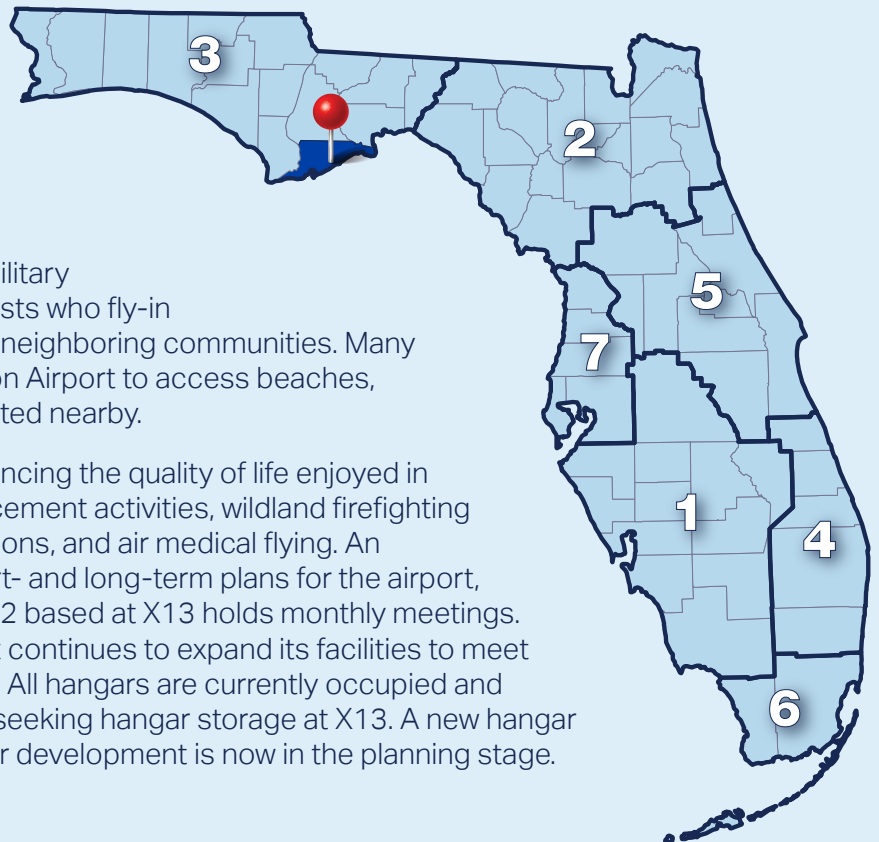 3
2
ilitary
sts who fly-in
5
neighboring communities. Many
7
on Airport to access beaches,
ted nearby.
ncing the quality of life enjoyed in
cement activities, wildland firefighting
1
ions, and air medical flying. An
4
rt- and long-term plans for the airport,
2 based at X13 holds monthly meetings.
t continues to expand its facilities to meet
All hangars are currently occupied and
seeking hangar storage at X13. A new hangar
6
r development is now in the planning stage.